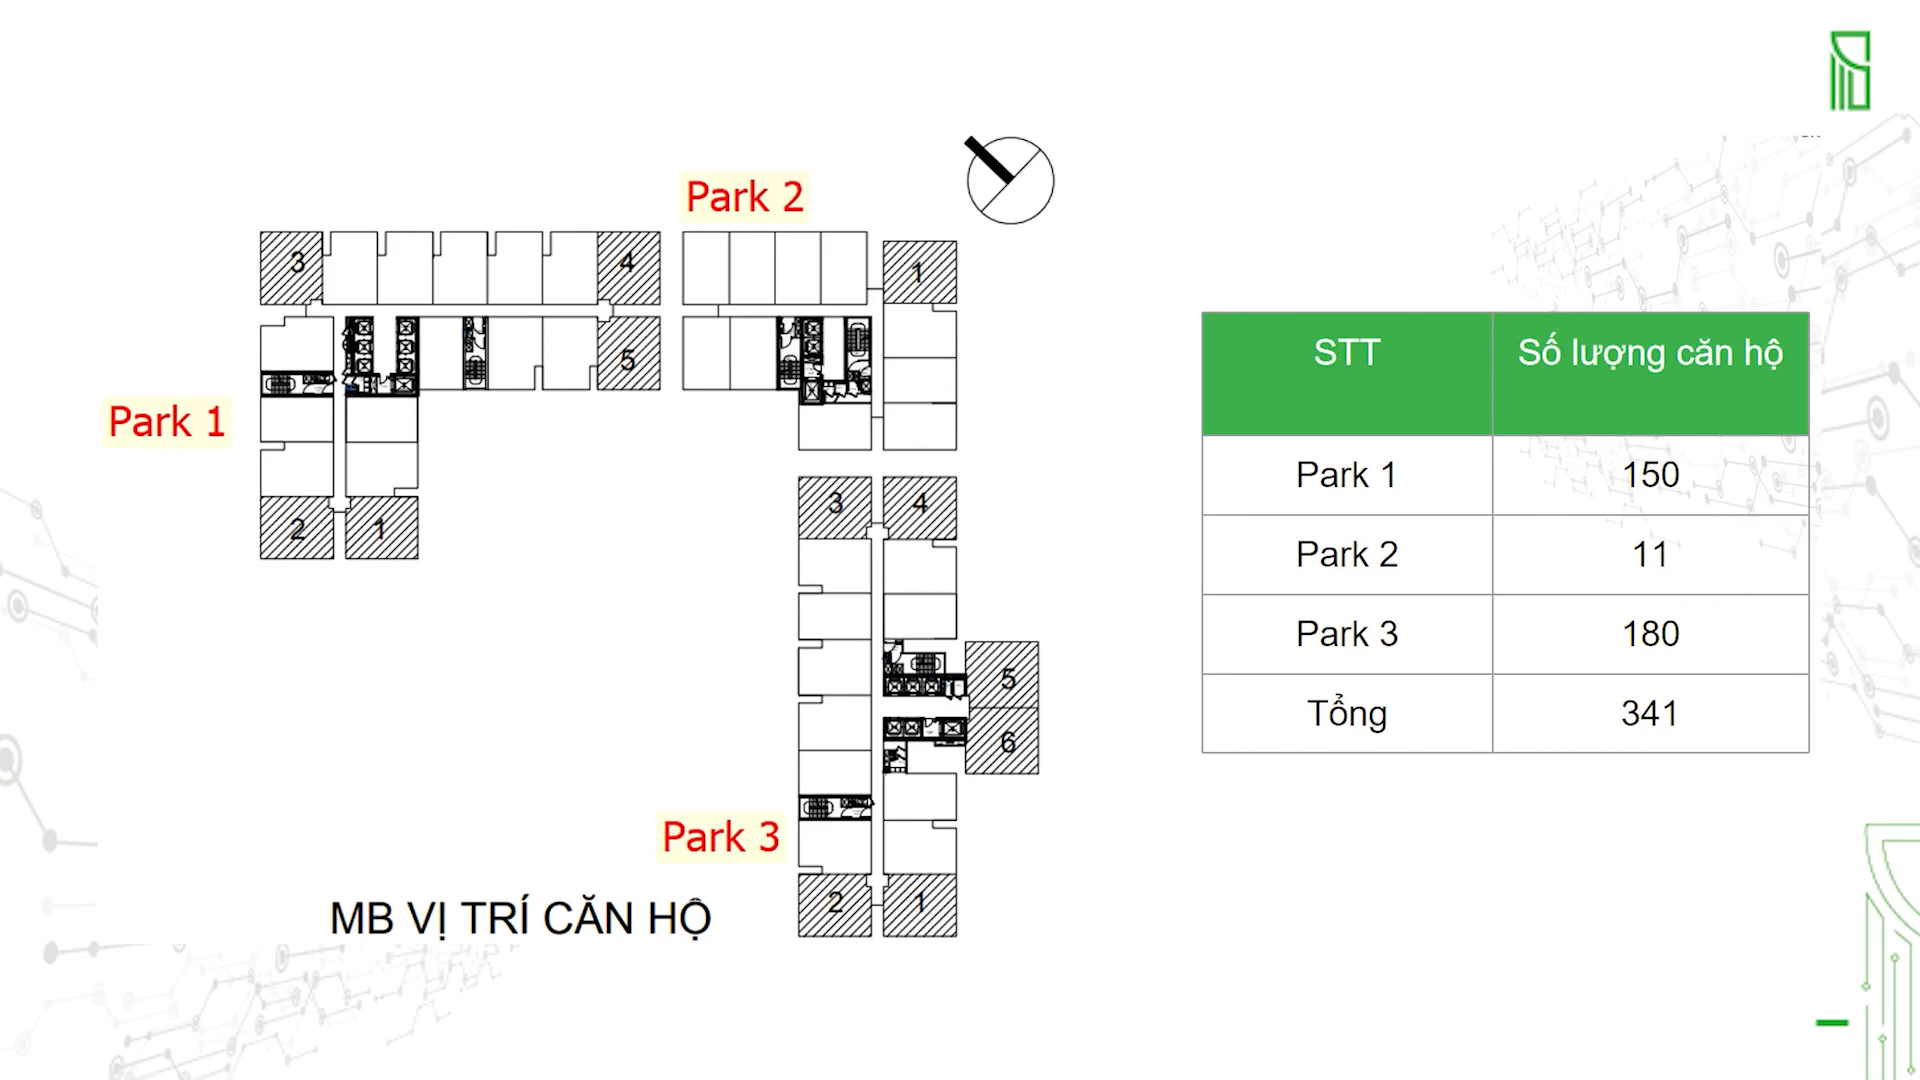 Park 2
3
4
1
5
Park 1
2
1
3
4
5
6
Park 3
2
1
MB VỊ TRÍ CĂN HỘ
STT
Số lượng căn hộ
Park 1
150
Park 2
11
Park 3
180
Tổng
341